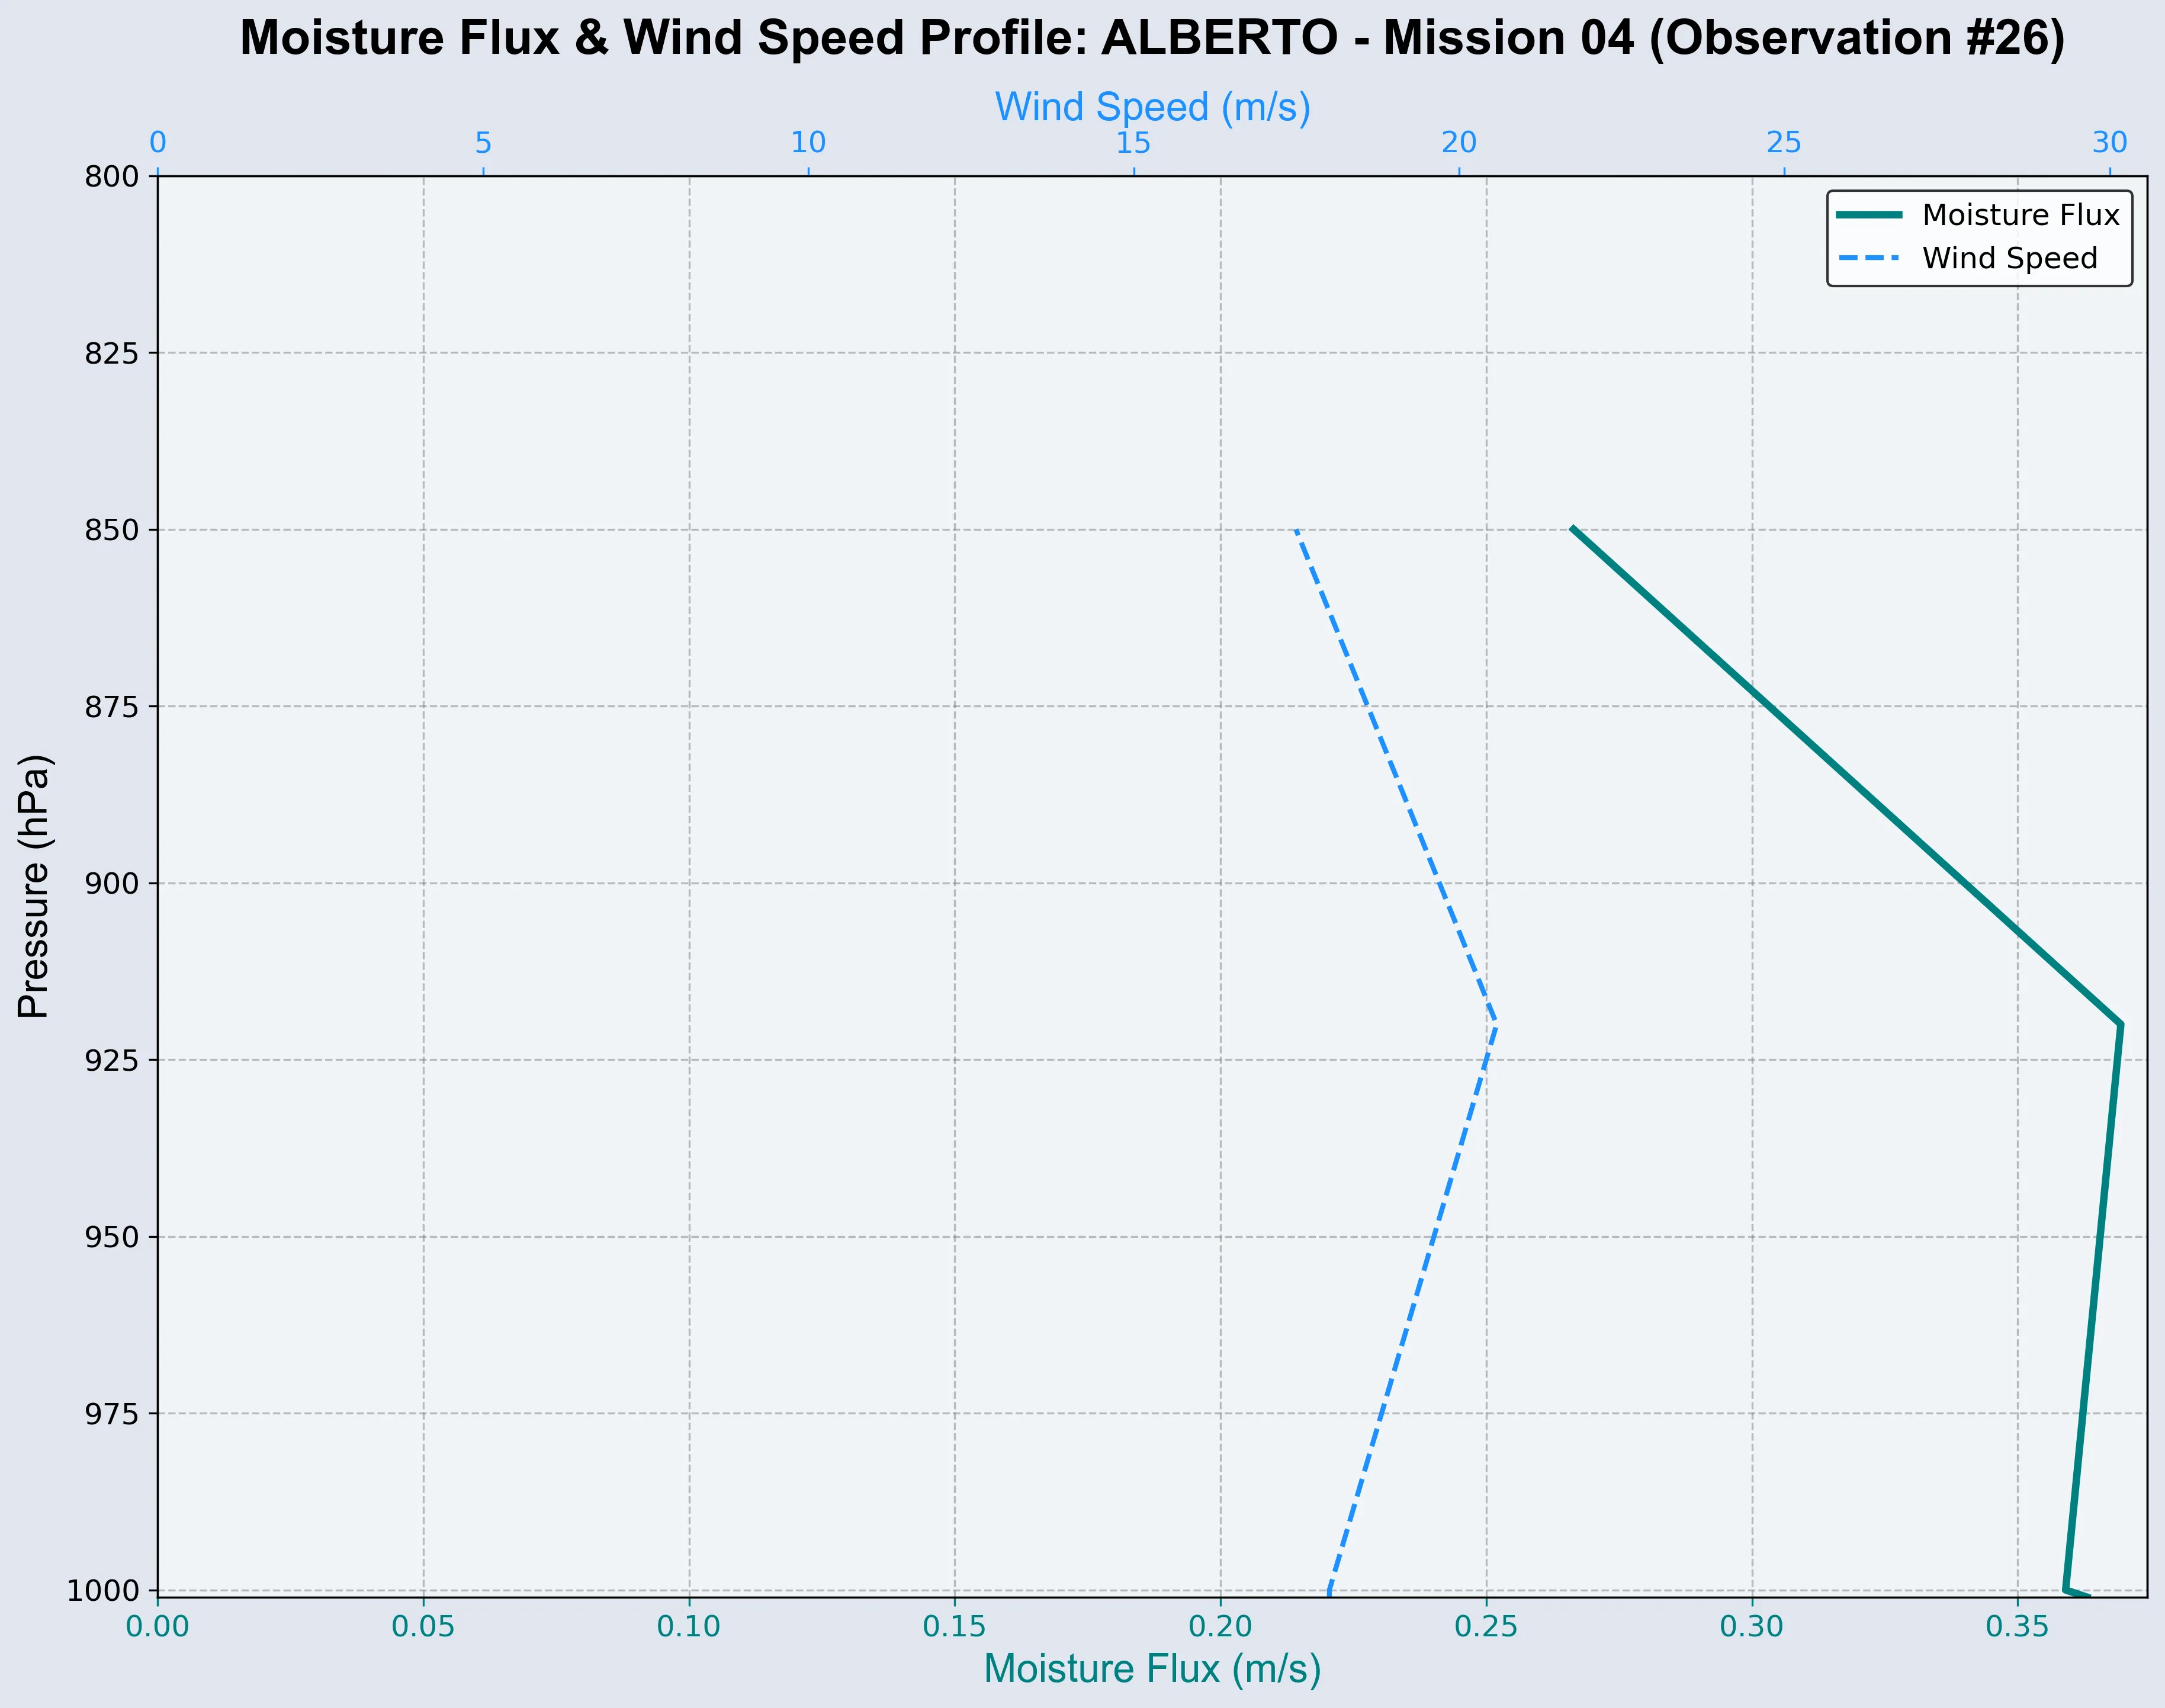 Moisture Flux & Wind Speed Profile: ALBERTO - Mission 04 (Observation #26)
Wind Speed (m/s)
0 5 10 15 20 25 30
Moisture Flux
Wind Speed
Pressure (hPa)
800
825
850
875
900
925
950
975
1000
0.00 0.05 0.10 0.15 0.20 0.25 0.30 0.35
Moisture Flux (m/s)